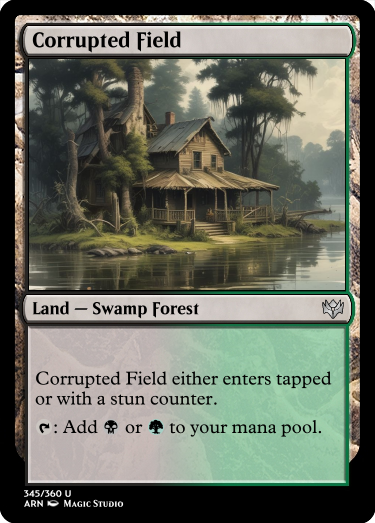 Corrupted Field
Land — Swamp Forest
Corrupted Field either enters tapped
or with a stun counter.
: Add or to your mana pool.
345/360 U
ARN Magic Studio